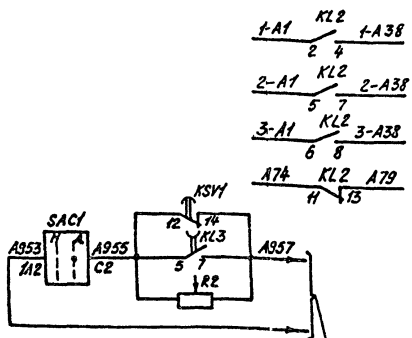 1-A1 KL2 1-A38
2 4
2-A1 KL2 2-A38
5 7
3-A1 KL2 3-A38
6 8
A74 KL2 A79
11 13
KSV1
12 14
SAC1
KL3
A953 A955 A957
1A2 C2 5 7
R2